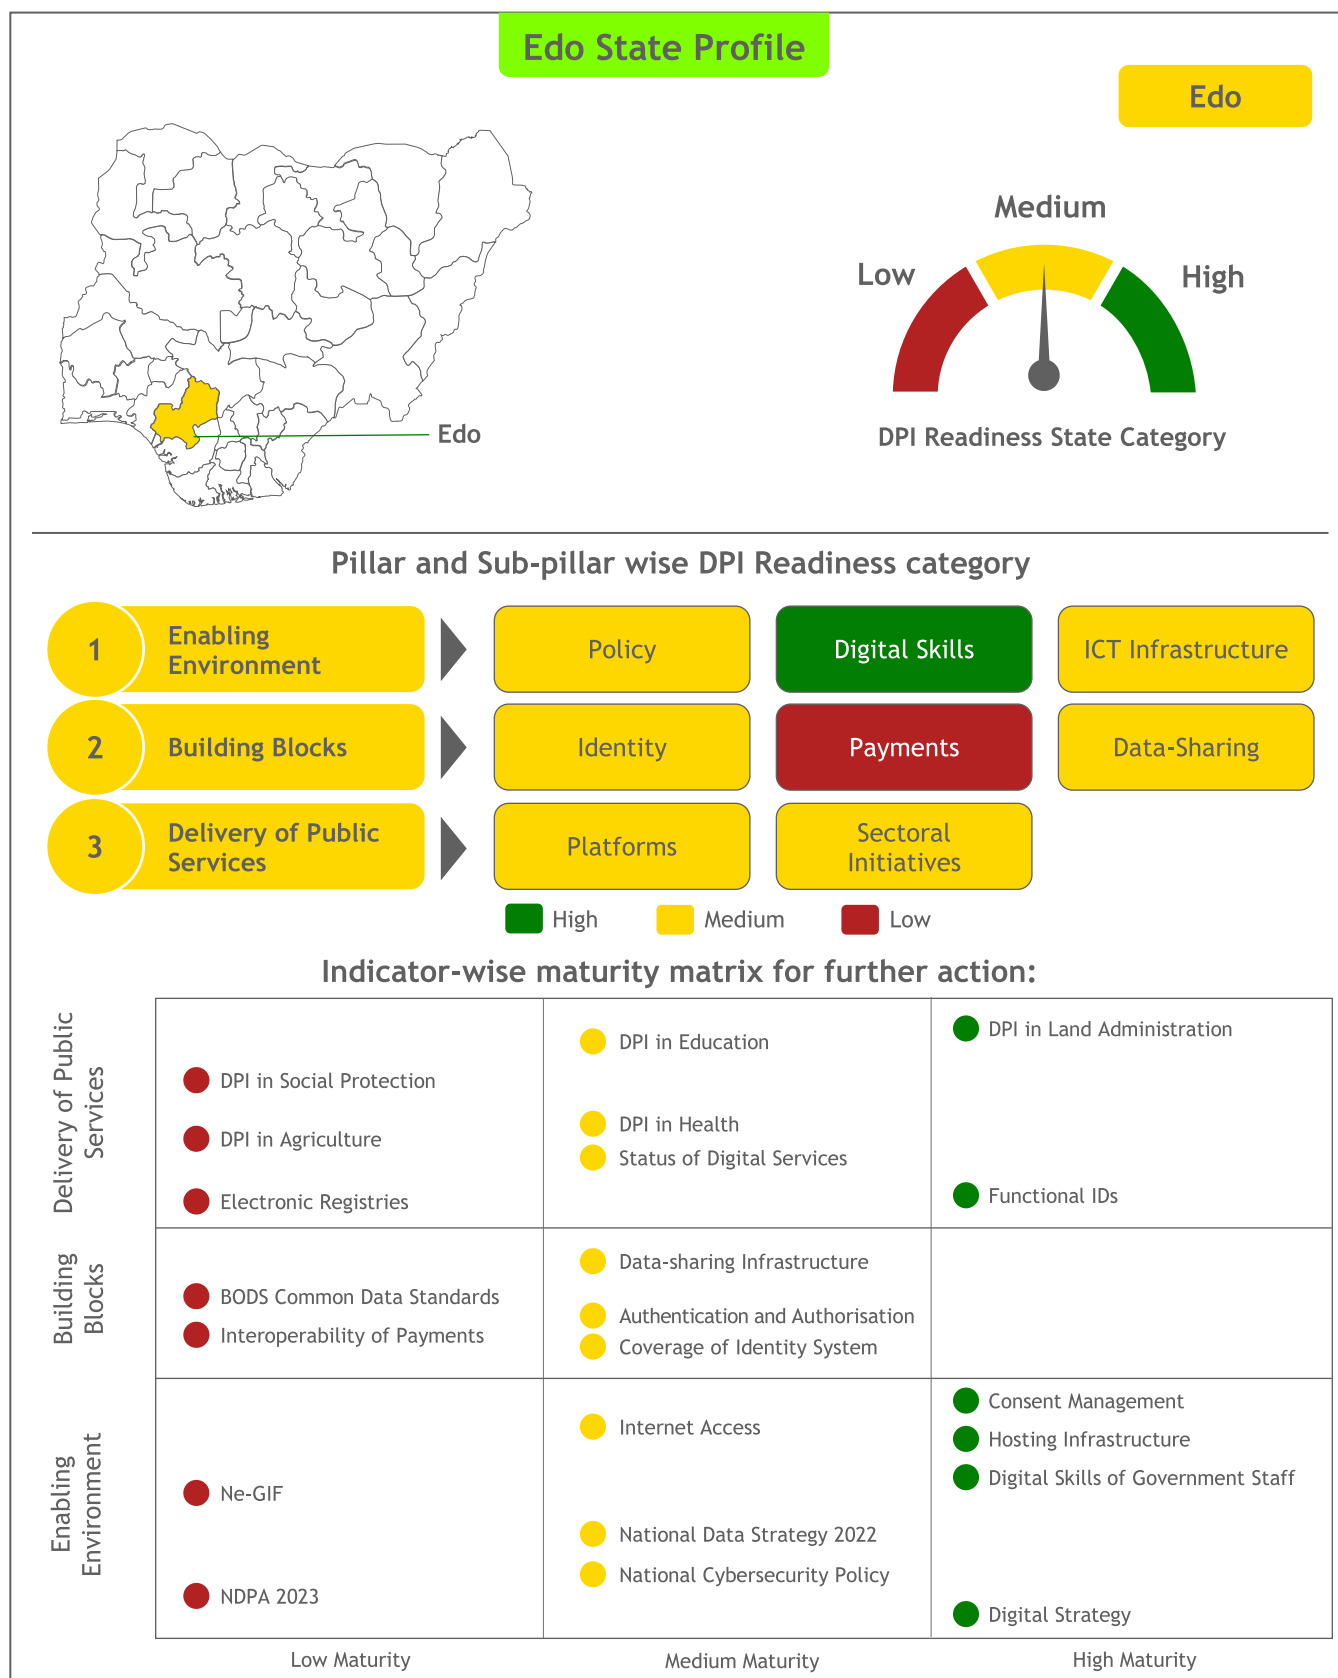 Edo State Profile
Edo
Medium
Low
High
Edo
DPI Readiness State Category
Pillar and Sub-pillar wise DPI Readiness category
1
Enabling
Environment
Policy
Digital Skills
ICT Infrastructure
2
Building Blocks
Identity
Payments
Data-Sharing
3
Delivery of Public
Services
Platforms
Sectoral
Initiatives
High
Medium
Low
Indicator-wise maturity matrix for further action:
Delivery of Public
Services
DPI in Social Protection
DPI in Agriculture
Electronic Registries
DPI in Education
DPI in Health
Status of Digital Services
DPI in Land Administration
Functional IDs
Building
Blocks
BODS Common Data Standards
Interoperability of Payments
Data-sharing Infrastructure
Authentication and Authorisation
Coverage of Identity System
Enabling
Environment
Ne-GIF
NDPA 2023
Internet Access
National Data Strategy 2022
National Cybersecurity Policy
Consent Management
Hosting Infrastructure
Digital Skills of Government Staff
Digital Strategy
Low Maturity
Medium Maturity
High Maturity